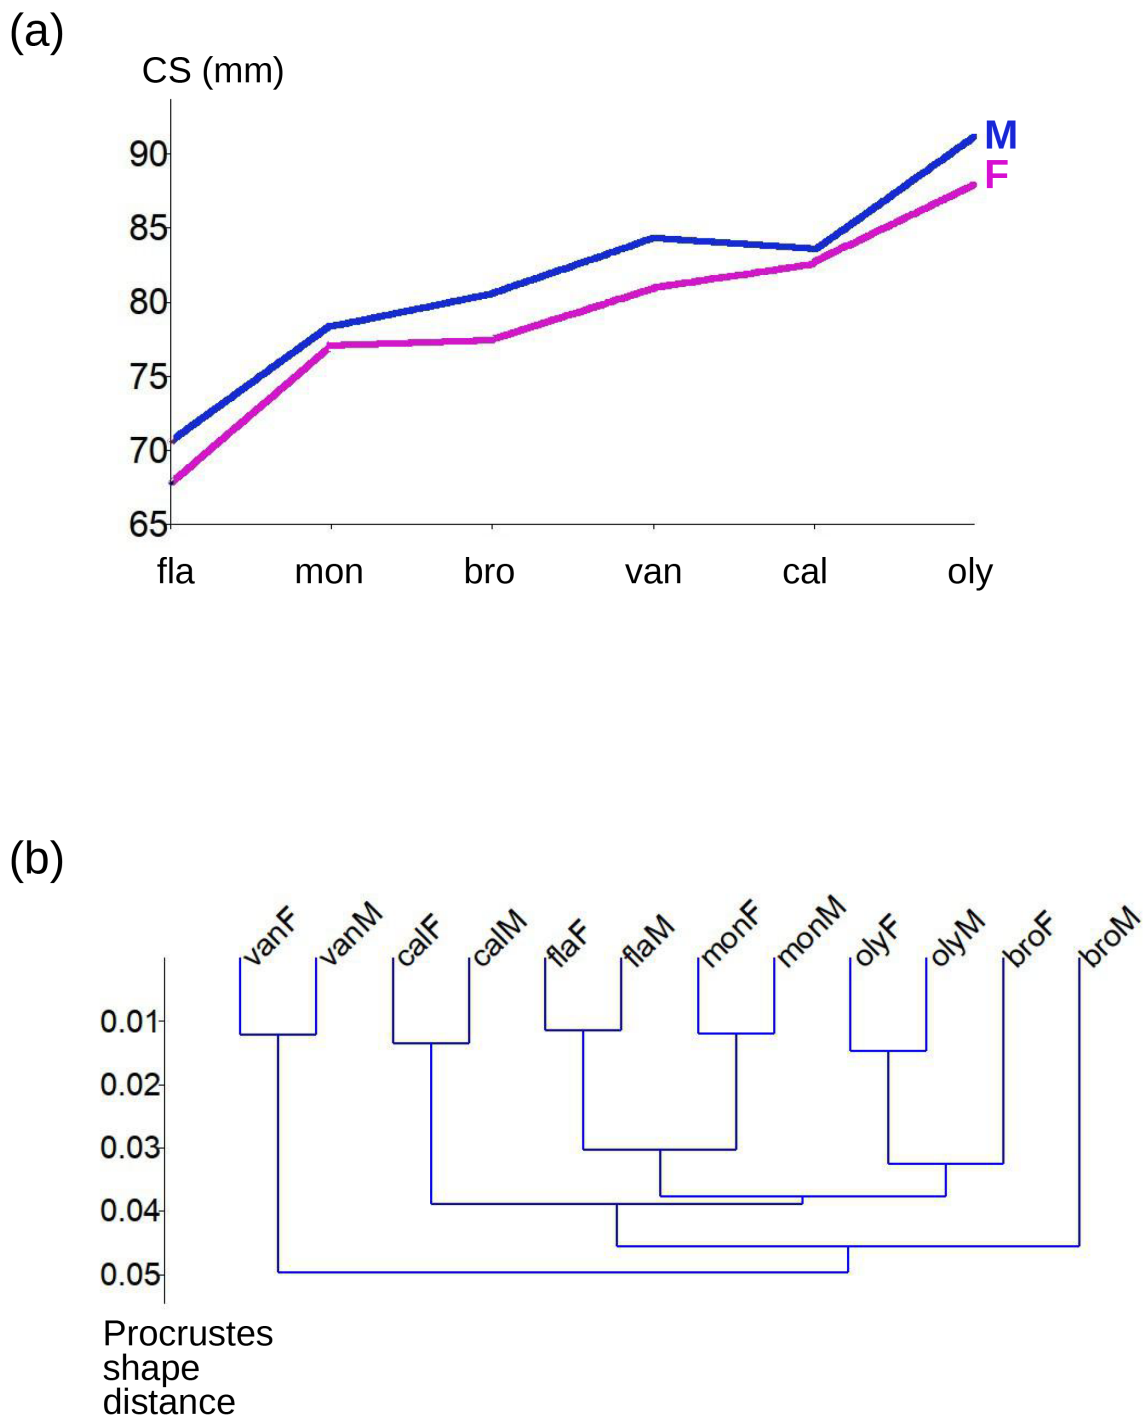 (a)
CS (mm)
90
85
80
75
70
65
M
F
fla mon bro van cal oly
(b)
vanF vanM calF calM flaF flaM monF monM olyF olyM broF broM
0.01
0.02
0.03
0.04
0.05
Procrustes
shape
distance